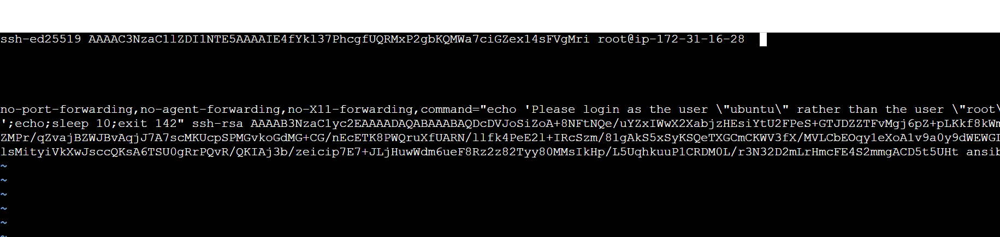 ssh-ed25519 AAAAC3NzaC1lZDI1NTE5AAAAIE4fYkl37PhcgfUQRMxP2gbKQMWa7ciGZex14sFVgMri root@ip-172-31-16-28
no-port-forwarding,no-agent-forwarding,no-X11-forwarding,command="echo 'Please login as the user \"ubuntu\" rather than the user \"root\
';echo;sleep 10;exit 142" ssh-rsa AAAAB3NzaC1yc2EAAAADAQABAAABAQDcDVJoSiZoA+8NFtNQe/uYZxIWwX2XabjzHEsiYtU2FPeS+GTJDZZTFvMgj6pZ+pLKkf8kWm
ZMPr/qZvajBZWJBvAqjJ7A7scMKUcpSPMGvkoGdMG+CG/nEcETK8PWQruXfUARN/llfk4PeE2l+IRcSzm/81gAkS5xSyKSQeTXGCmCKWV3fX/MVLCbEOqy1eXoA1v9a0y9dWEWGI
lsMityiVkXwJsccQKsA6TSU0gRrPQvR/QKIAj3b/zeicip7E7+JLjHuwWdm6ueF8Rz2z82Tyy80MMsIkHp/L5UqhkuuP1CRDM0L/r3N32D2mLrHmcFE4S2mmgACD5t5UHt ansib
~
~
~
~
~
~